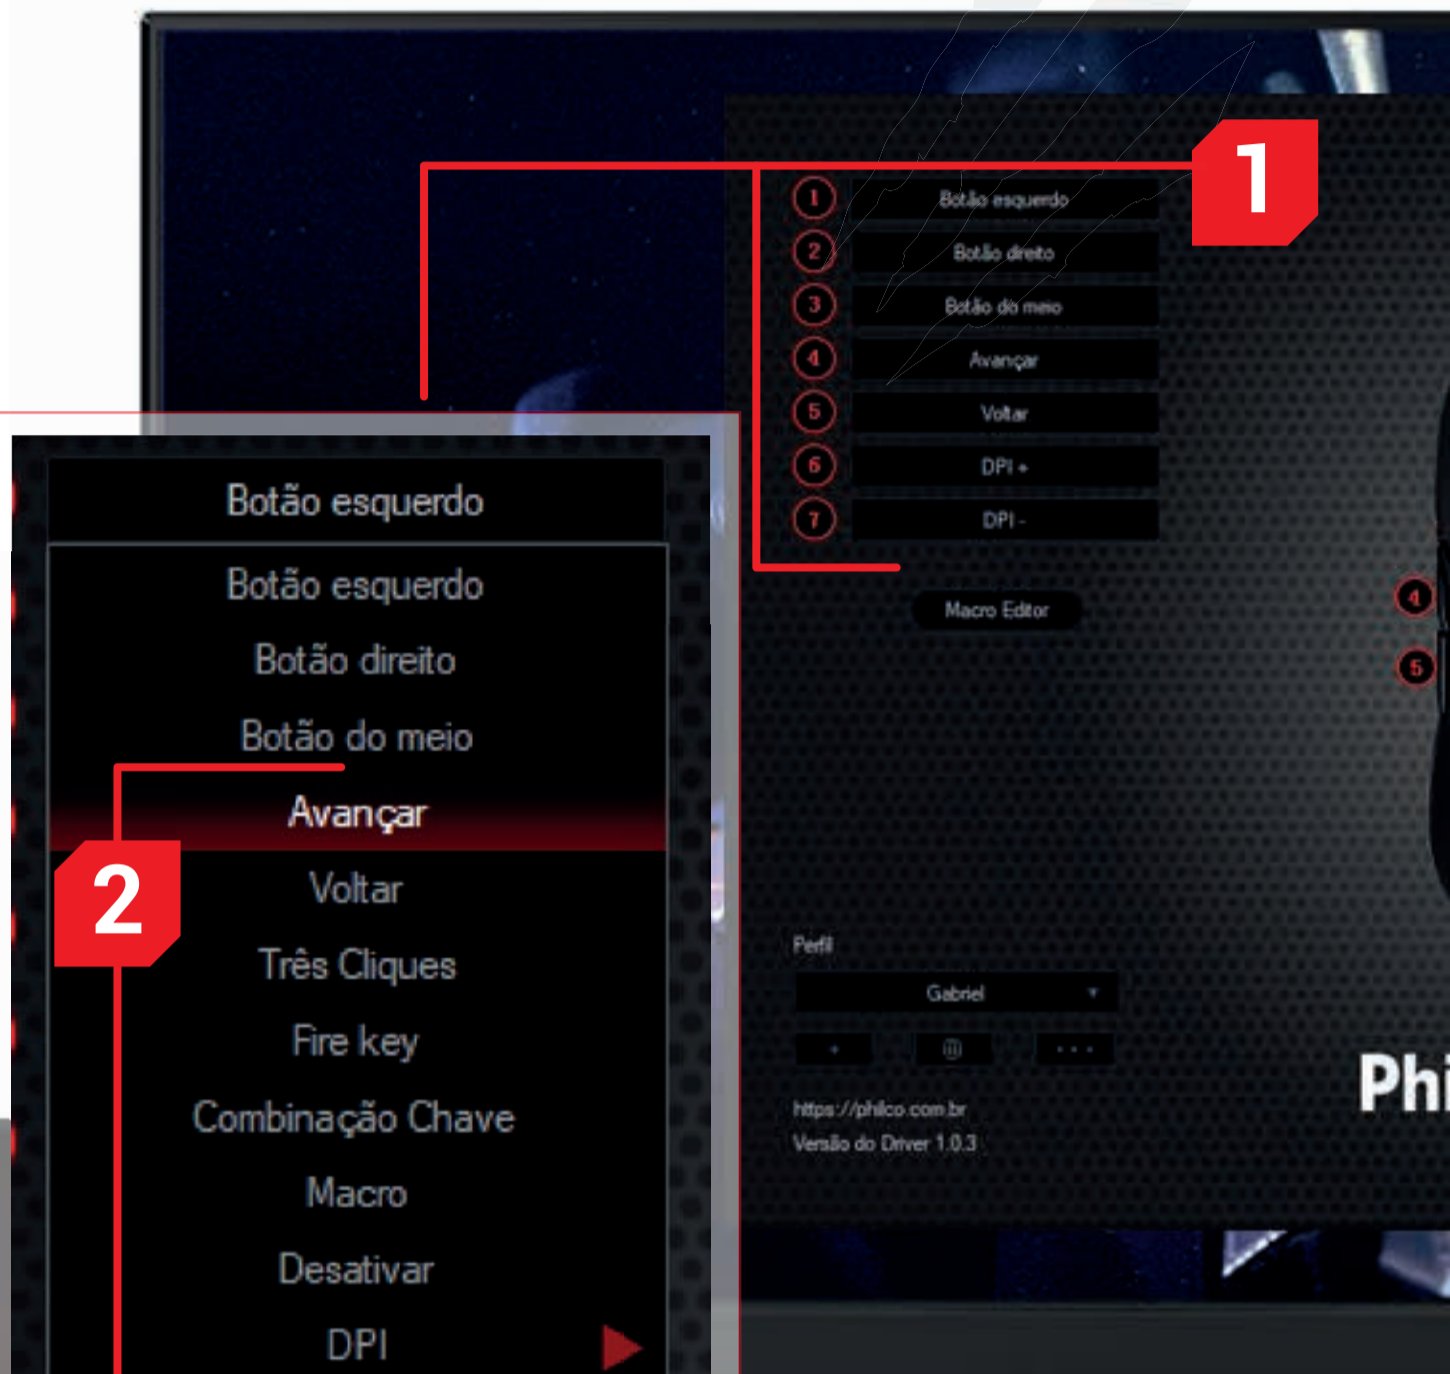 1
1 Botão esquerdo
2 Botão direito
3 Botão do meio
4 Avançar
5 Voltar
6 DPI +
7 DPI -
Macro Editor
4
5
Botão esquerdo
Botão esquerdo
Botão direito
Botão do meio
Avançar
2
Voltar
Três Cliques
Fire key
Combinação Chave
Macro
Desativar
DPI
Perfil
Gabriel
+
Phi
https://philco.com.br
Versão do Driver 1.0.3